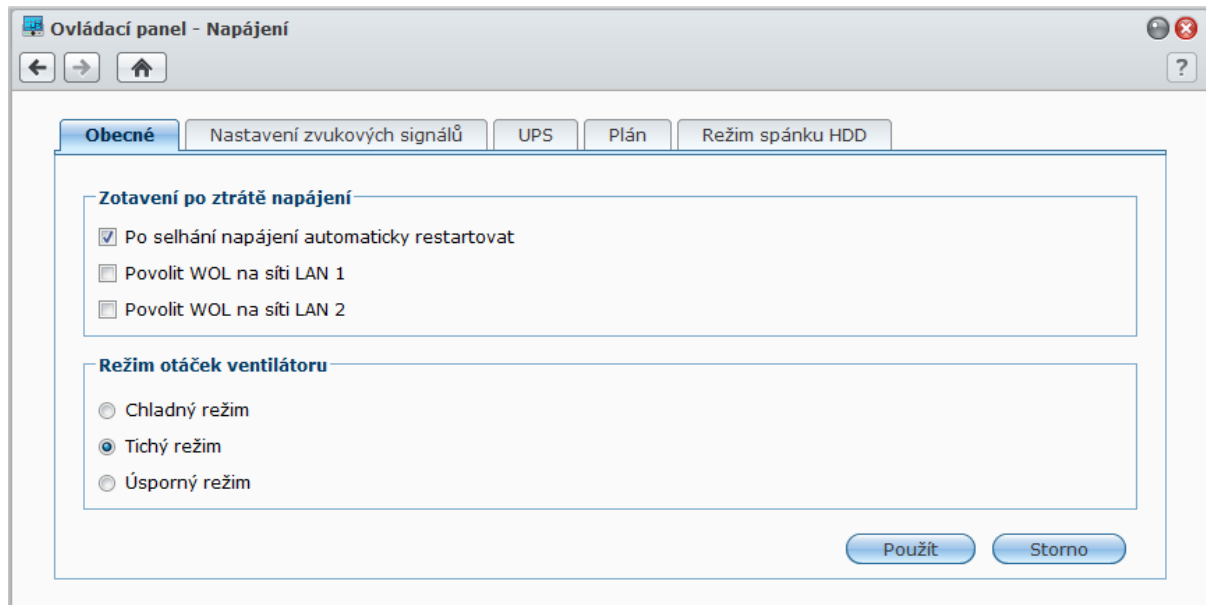 Ovládací panel - Napájení
?
Obecné Nastavení zvukových signálů UPS Plán Režim spánku HDD
Zotavení po ztrátě napájení
Po selhání napájení automaticky restartovat
Povolit WOL na síti LAN 1
Povolit WOL na síti LAN 2
Režim otáček ventilátoru
Chladný režim
Tichý režim
Úsporný režim
Použít Storno